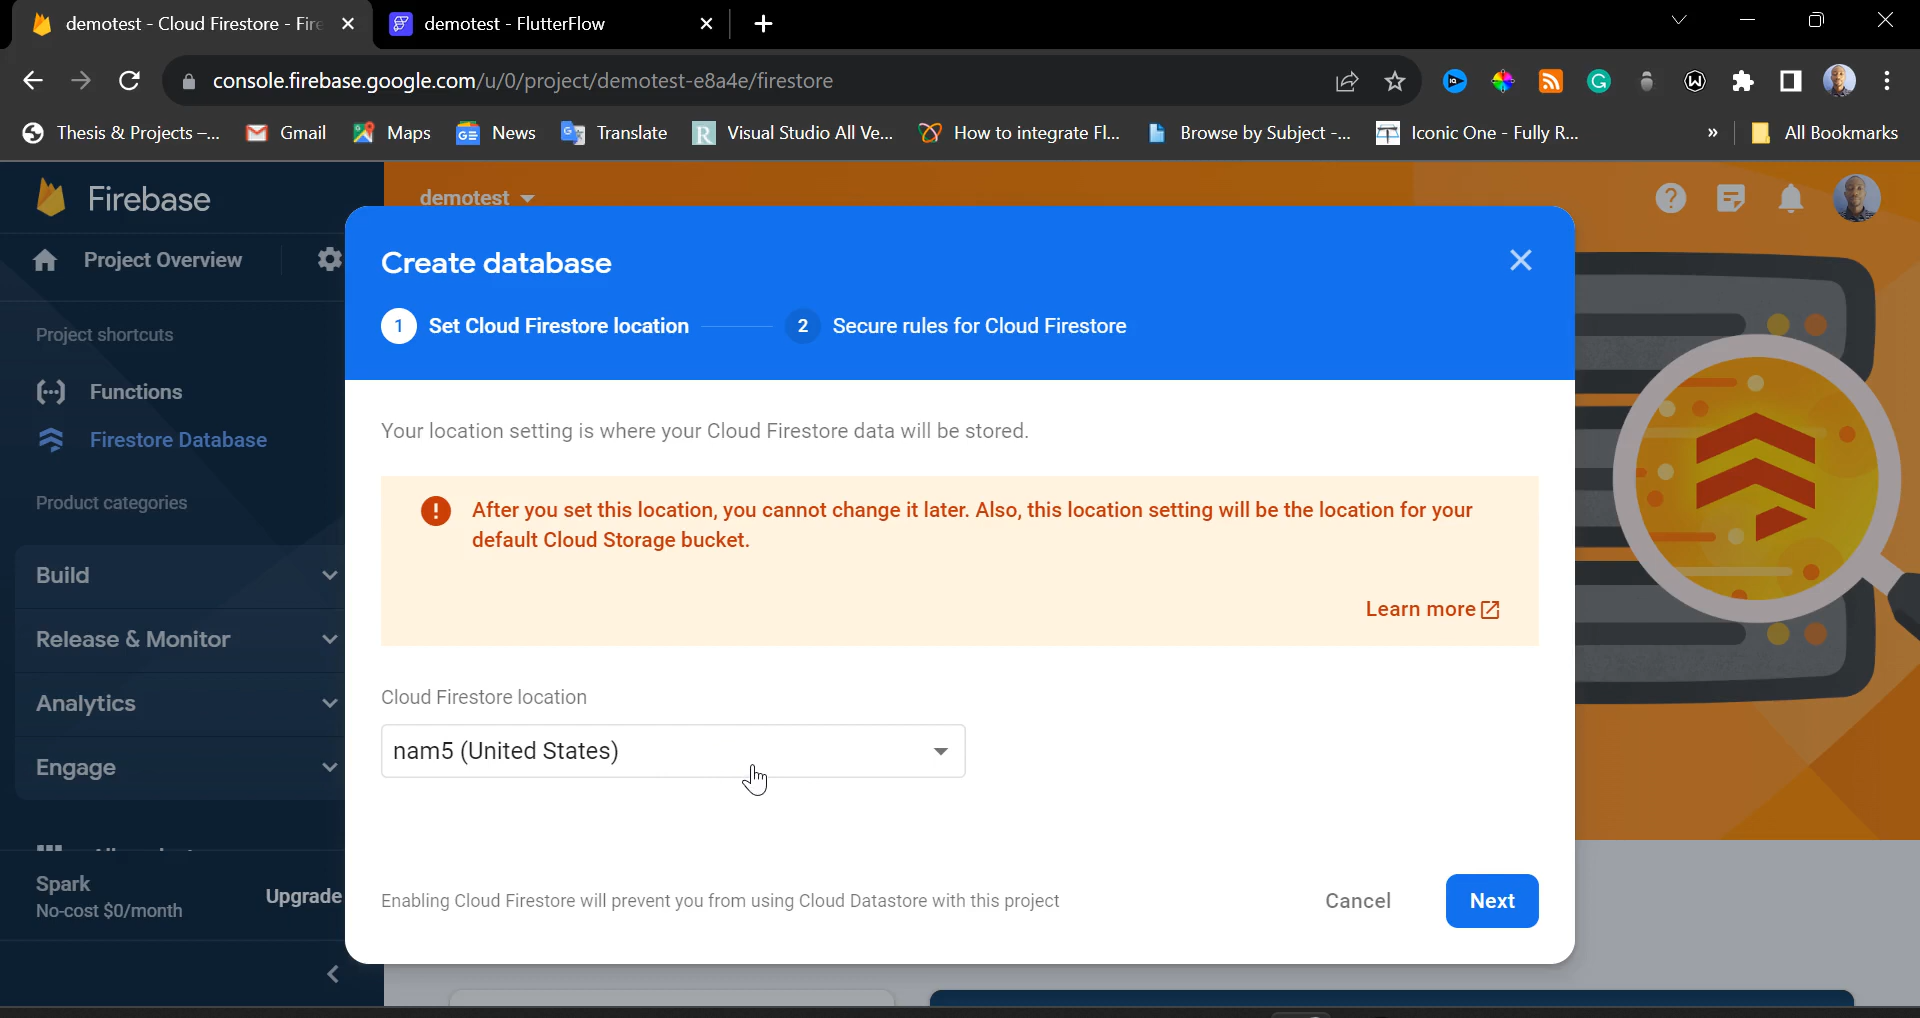 demotest - Cloud Firestore - Fire
demotest - FlutterFlow
console.firebase.google.com/u/0/project/demotest-e8a4e/firestore
Thesis & Projects –...
Gmail
Maps
News
Translate
Visual Studio All Ve...
How to integrate Fl...
Browse by Subject -...
Iconic One - Fully R...
»
All Bookmarks
Firebase
demotest
Project Overview
Create database
1 Set Cloud Firestore location
2 Secure rules for Cloud Firestore
Project shortcuts
Functions
Firestore Database
Product categories
Build
Release & Monitor
Analytics
Engage
Spark
No-cost $0/month
Upgrade
Your location setting is where your Cloud Firestore data will be stored.
After you set this location, you cannot change it later. Also, this location setting will be the location for your
default Cloud Storage bucket.
Learn more
Cloud Firestore location
nam5 (United States)
Enabling Cloud Firestore will prevent you from using Cloud Datastore with this project
Cancel
Next